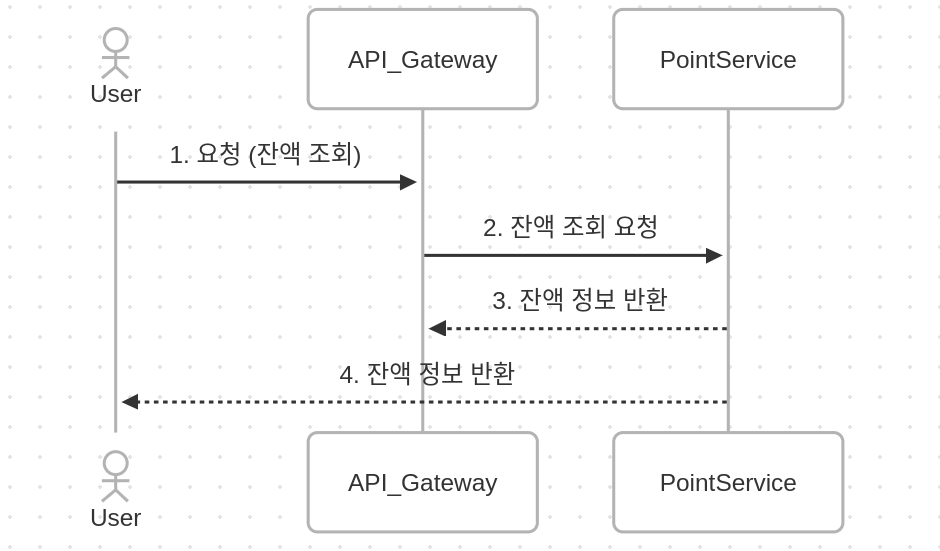 User
API_Gateway
PointService
1. 요청 (잔액 조회)
2. 잔액 조회 요청
3. 잔액 정보 반환
4. 잔액 정보 반환
User
API_Gateway
PointService